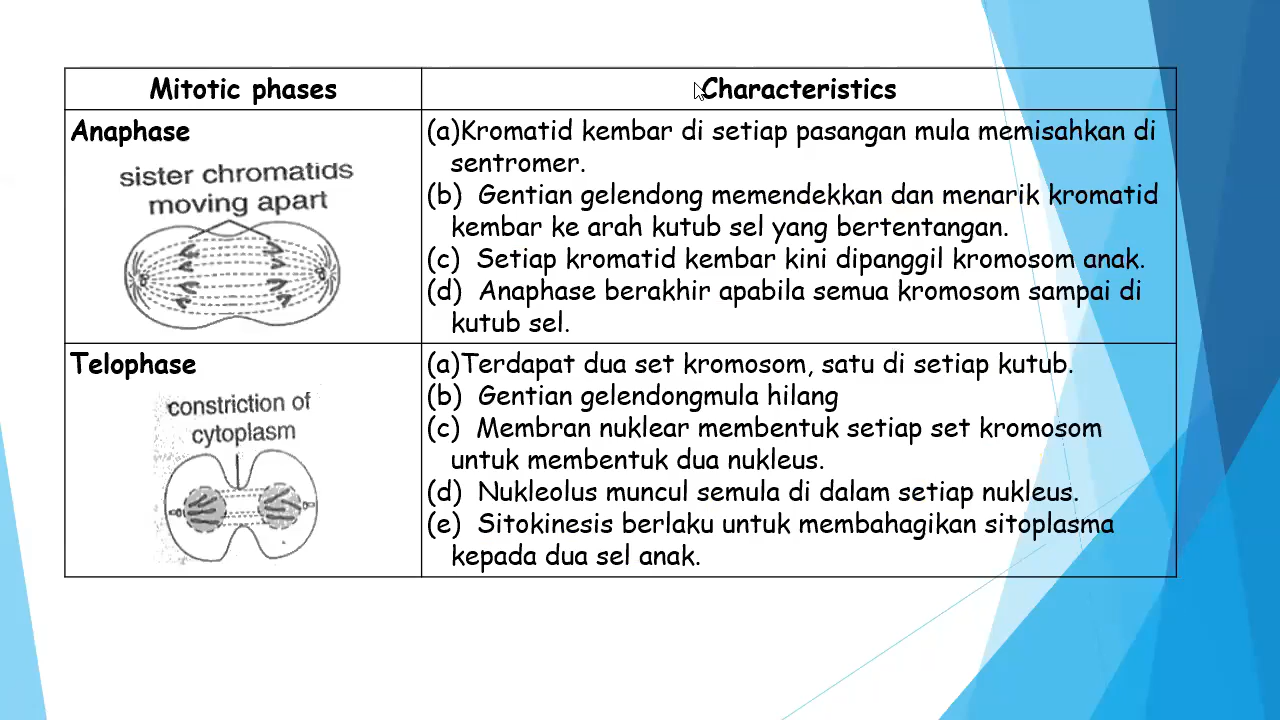 Mitotic phases
Characteristics
Anaphase
sister chromatids
moving apart
(a)Kromatid kembar di setiap pasangan mula memisahkan di
sentromer.
(b) Gentian gelendong memendekkan dan menarik kromatid
kembar ke arah kutub sel yang bertentangan.
(c) Setiap kromatid kembar kini dipanggil kromosom anak.
(d) Anaphase berakhir apabila semua kromosom sampai di
kutub sel.
Telophase
constriction of
cytoplasm
(a)Terdapat dua set kromosom, satu di setiap kutub.
(b) Gentian gelendongmula hilang
(c) Membran nuklear membentuk setiap set kromosom
untuk membentuk dua nukleus.
(d) Nukleolus muncul semula di dalam setiap nukleus.
(e) Sitokinesis berlaku untuk membahagikan sitoplasma
kepada dua sel anak.